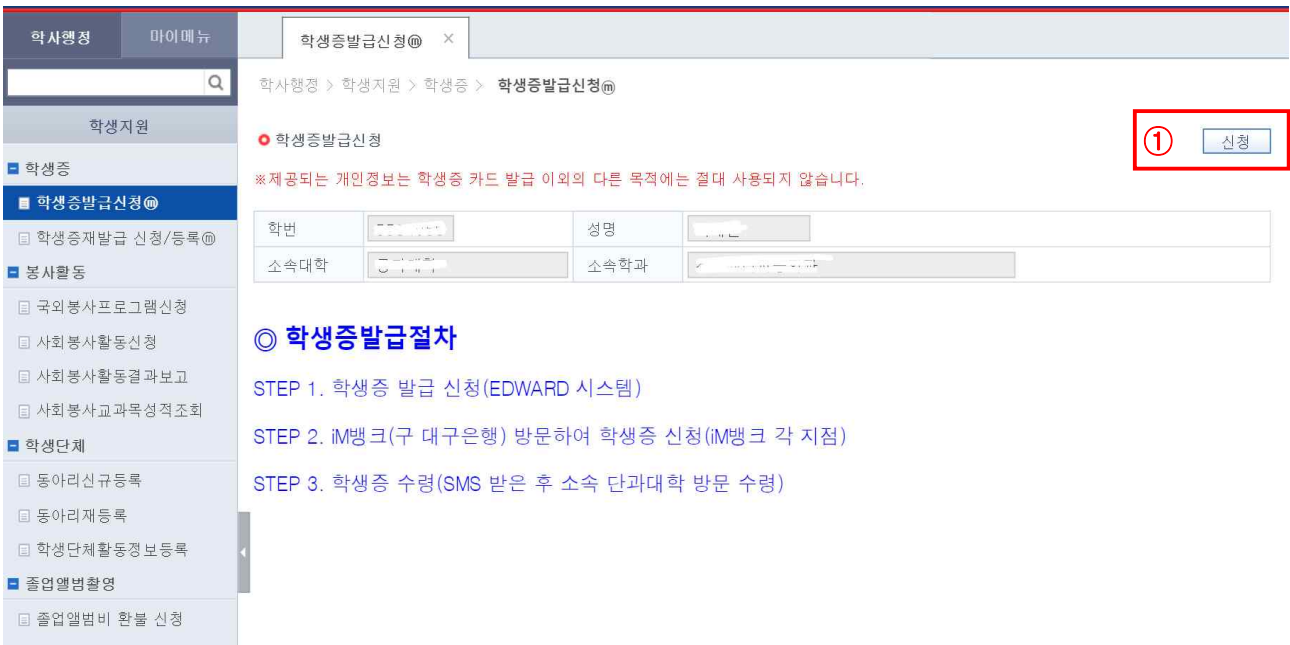 학사행정 마이메뉴 학생증발급신청ⓜ ×
학사행정 > 학생지원 > 학생증 > 학생증발급신청ⓜ
학생지원
학생증발급신청
① 신청
※제공되는 개인정보는 학생증 카드 발급 이외의 다른 목적에는 절대 사용되지 않습니다.
학번 성명
소속대학 소속학과
◎ 학생증발급절차
STEP 1. 학생증 발급 신청(EDWARD 시스템)
STEP 2. iM뱅크(구 대구은행) 방문하여 학생증 신청(iM뱅크 각 지점)
STEP 3. 학생증 수령(SMS 받은 후 소속 단과대학 방문 수령)
학생증
학생증발급신청ⓜ
학생증재발급 신청/등록ⓜ
봉사활동
국외봉사프로그램신청
사회봉사활동신청
사회봉사활동결과보고
사회봉사교과목성적조회
학생단체
동아리신규등록
동아리재등록
학생단체활동정보등록
졸업앨범촬영
졸업앨범비 환불 신청